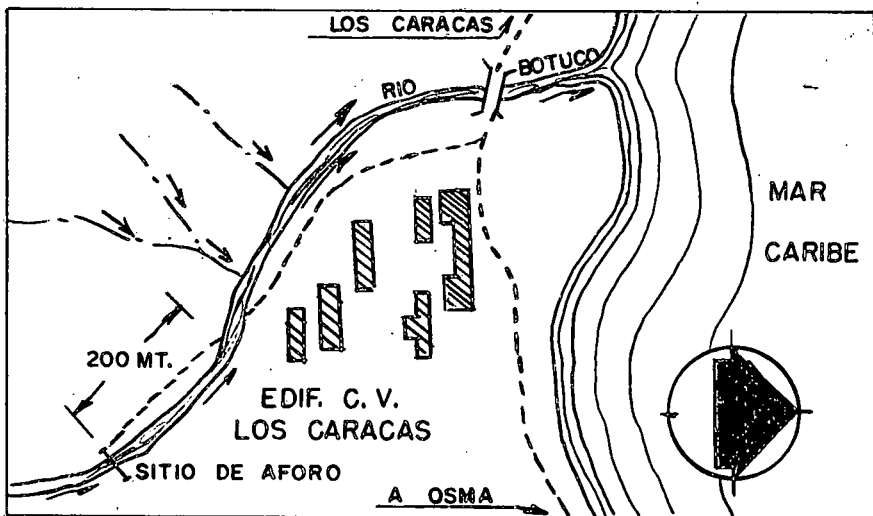 LOS CARACAS
BOTUCO
RIO
MAR
CARIBE
200 MT.
EDIF. C. V.
LOS CARACAS
SITIO DE AFORO
A OSMA